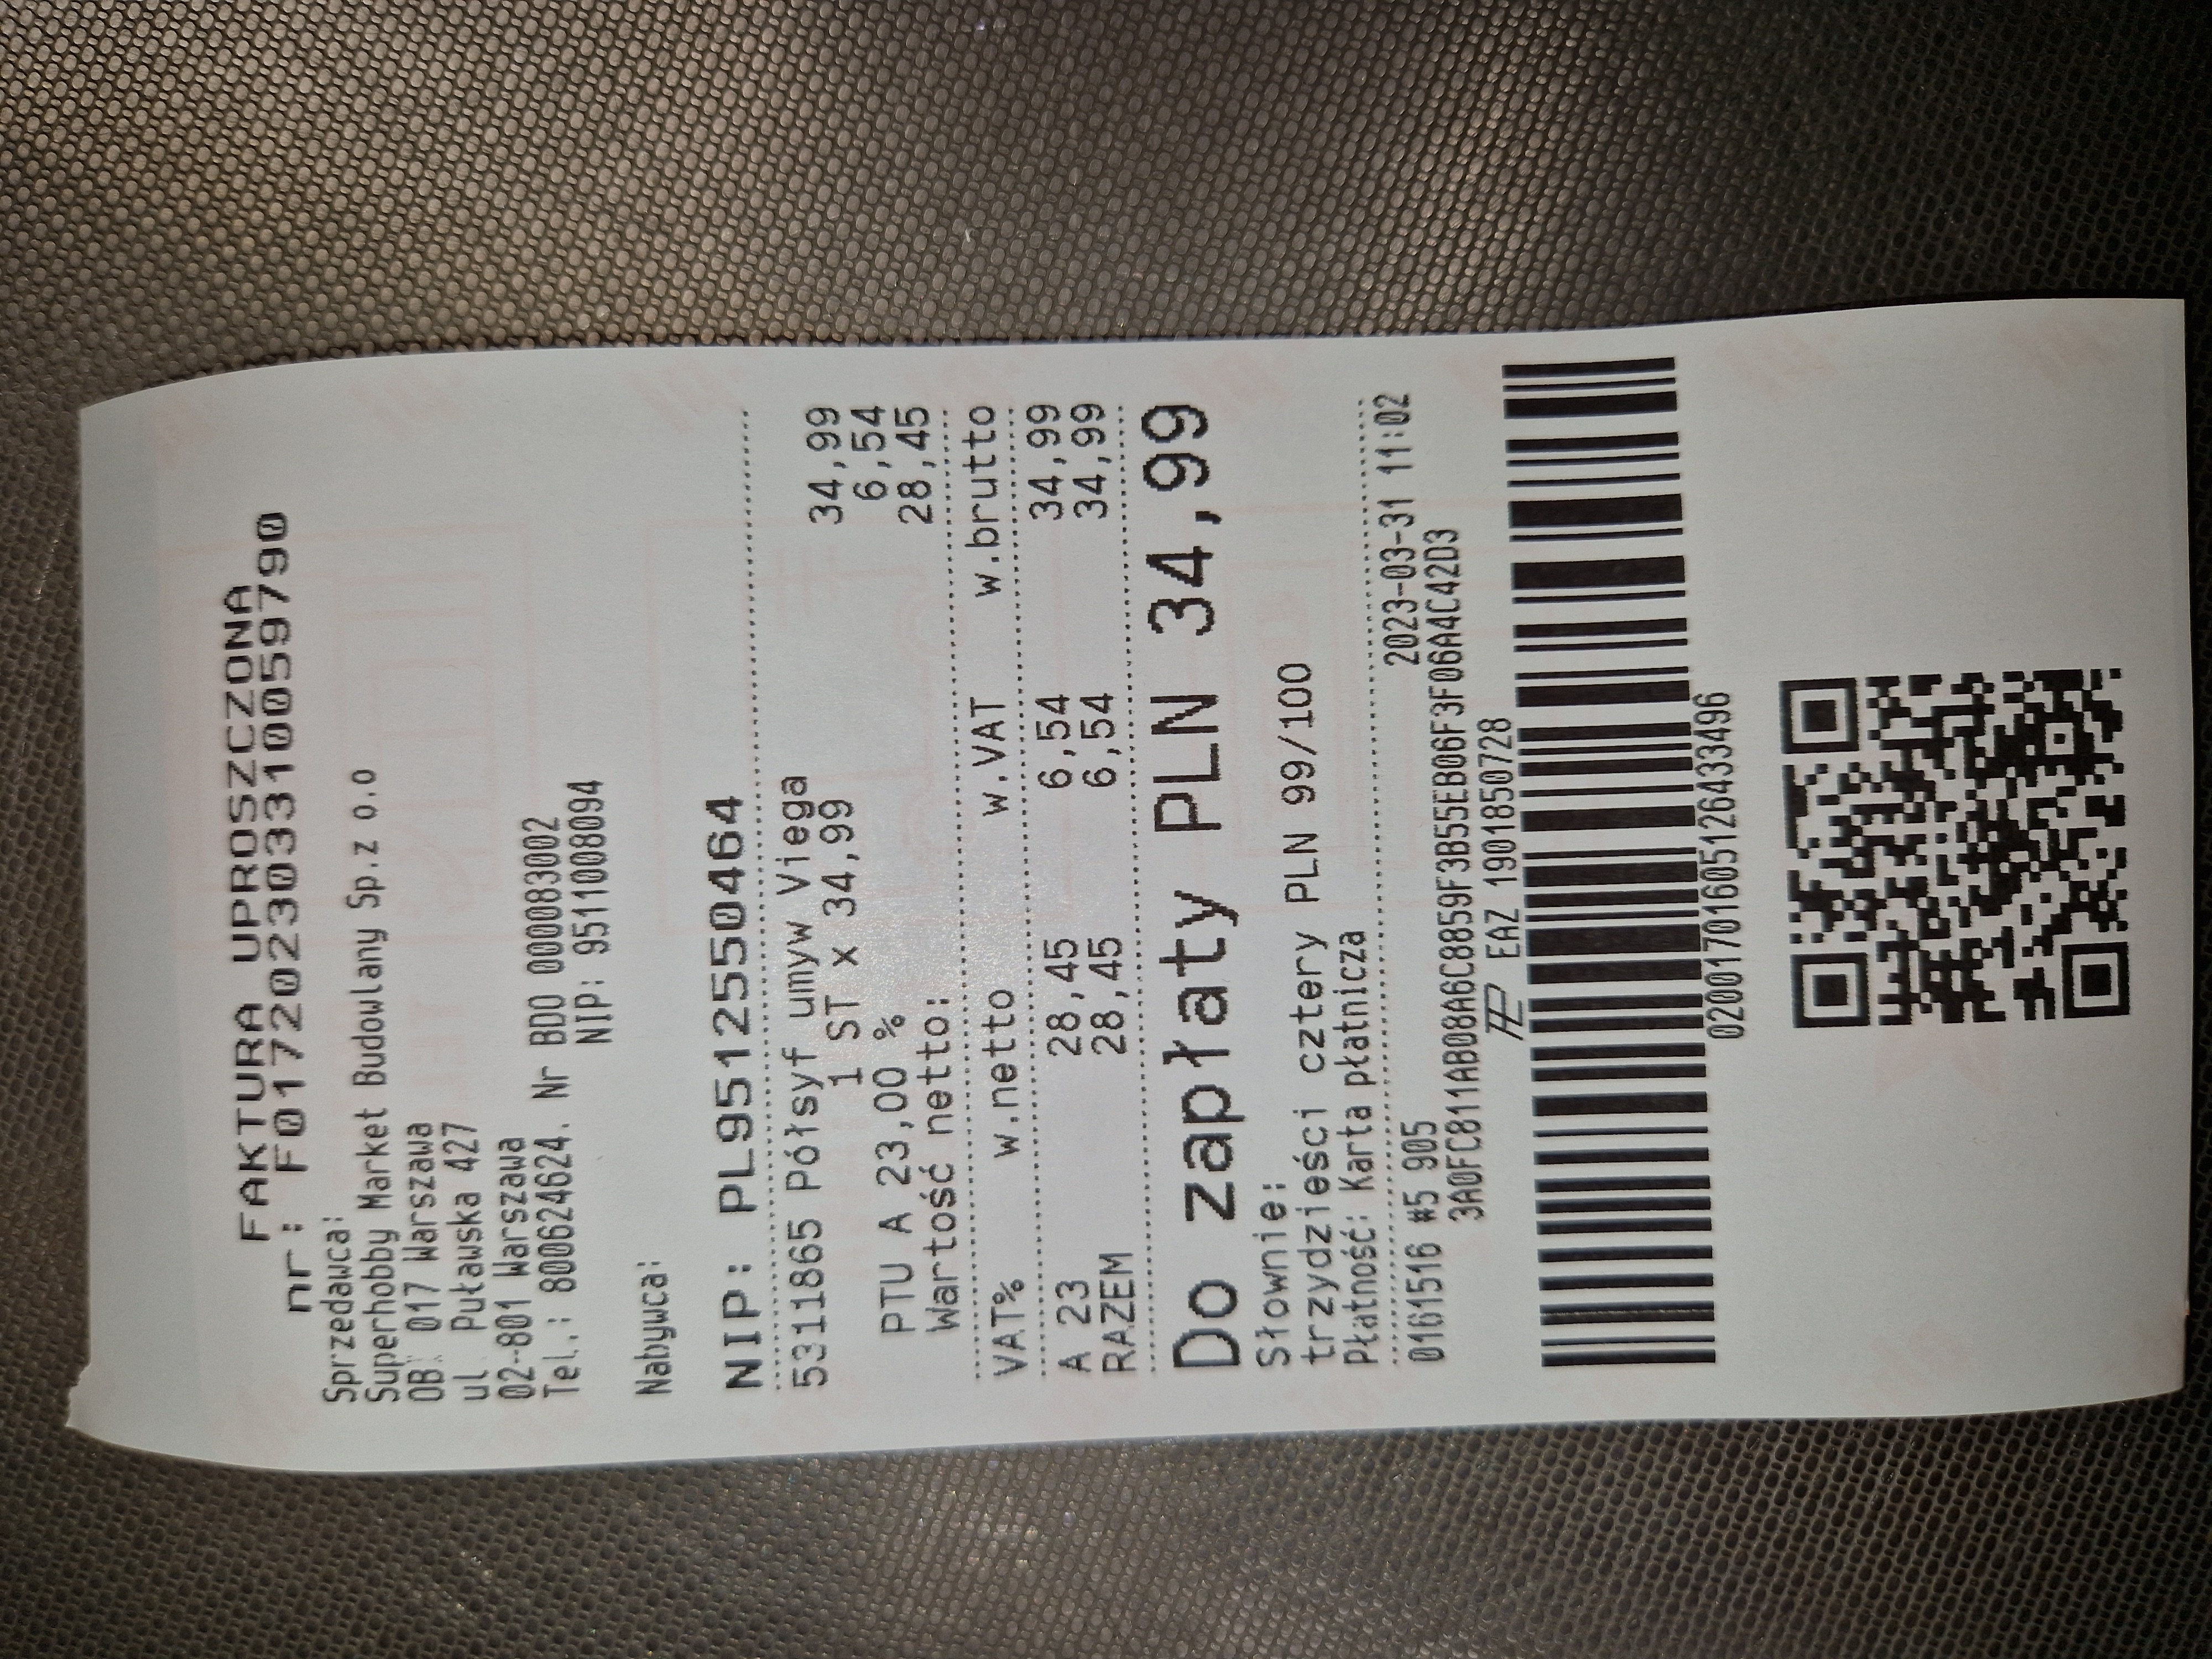 FAKTURA UPROSZCZONA
nr: F017202303310059790
Sprzedawca:
Superhobby Market Budowlany Sp.z o.o
OB 017 Warszawa
ul Puławska 427
02-801 Warszawa
Tel.: 800624624. Nr BDO 000083002
NIP: 9511008094
Nabywca:
NIP: PL9512550464
5311865 Półsyf umyw Viega
1 ST x 34,99 34,99
PTU A 23,00 % 6,54
Wartość netto: 28,45
VAT% w.netto w.VAT w.brutto
A 23 28,45 6,54 34,99
RAZEM 28,45 6,54 34,99
Do zapłaty PLN 34,99
Słownie:
trzydzieści cztery PLN 99/100
Płatność: Karta płatnicza
0161516 #5 905 2023-03-31 11:02
3A0FC811AB08A6C8859F3B55EB06F3F06A4C42D3
EAZ 1901850728
02001701605126433496